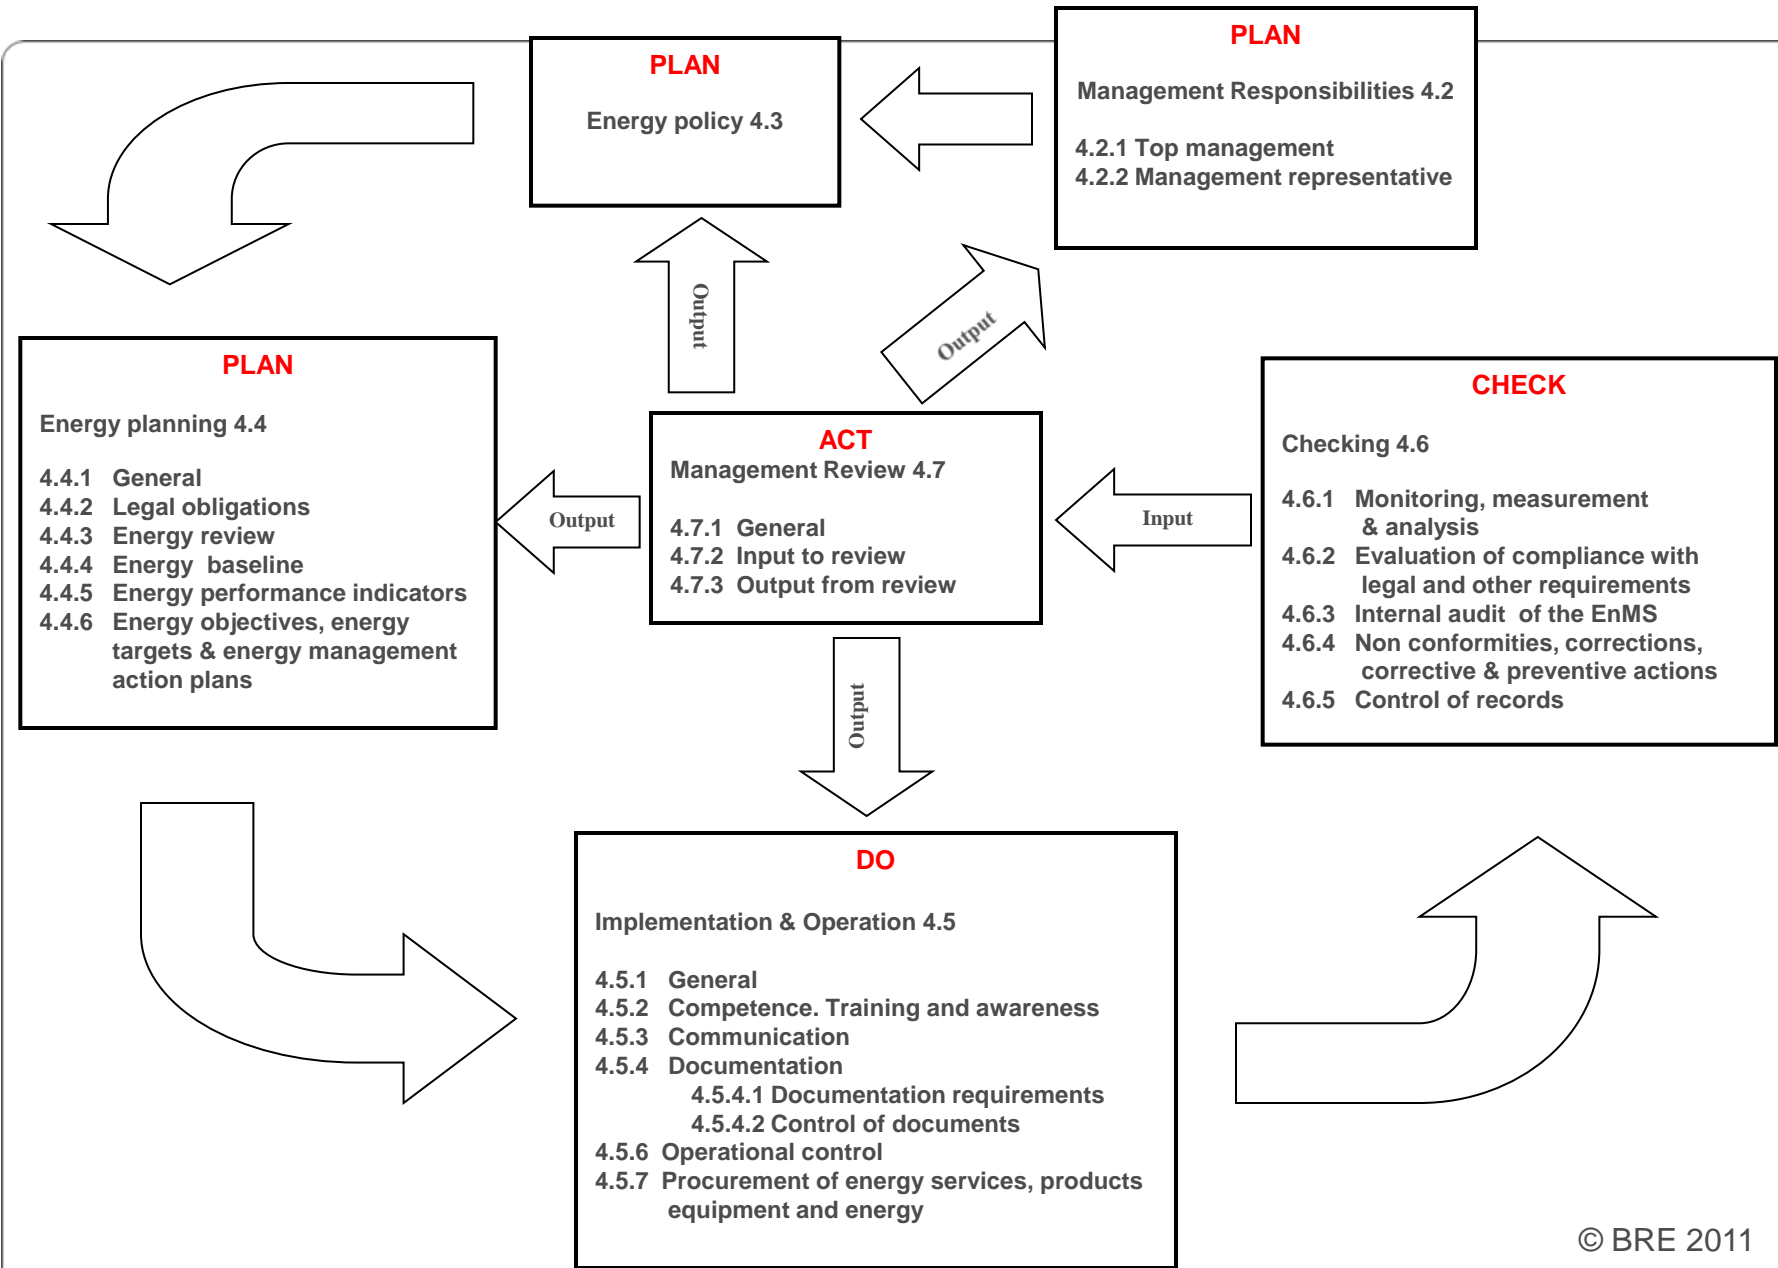 PLAN
Management Responsibilities 4.2
4.2.1 Top management
4.2.2 Management representative
PLAN
Energy policy 4.3
Output
Output
PLAN
Energy planning 4.4
4.4.1 General
4.4.2 Legal obligations
4.4.3 Energy review
4.4.4 Energy baseline
4.4.5 Energy performance indicators
4.4.6 Energy objectives, energy
targets & energy management
action plans
Output
ACT
Management Review 4.7
4.7.1 General
4.7.2 Input to review
4.7.3 Output from review
Input
CHECK
Checking 4.6
4.6.1 Monitoring, measurement
& analysis
4.6.2 Evaluation of compliance with
legal and other requirements
4.6.3 Internal audit of the EnMS
4.6.4 Non conformities, corrections,
corrective & preventive actions
4.6.5 Control of records
Output
DO
Implementation & Operation 4.5
4.5.1 General
4.5.2 Competence. Training and awareness
4.5.3 Communication
4.5.4 Documentation
4.5.4.1 Documentation requirements
4.5.4.2 Control of documents
4.5.6 Operational control
4.5.7 Procurement of energy services, products
equipment and energy
© BRE 2011